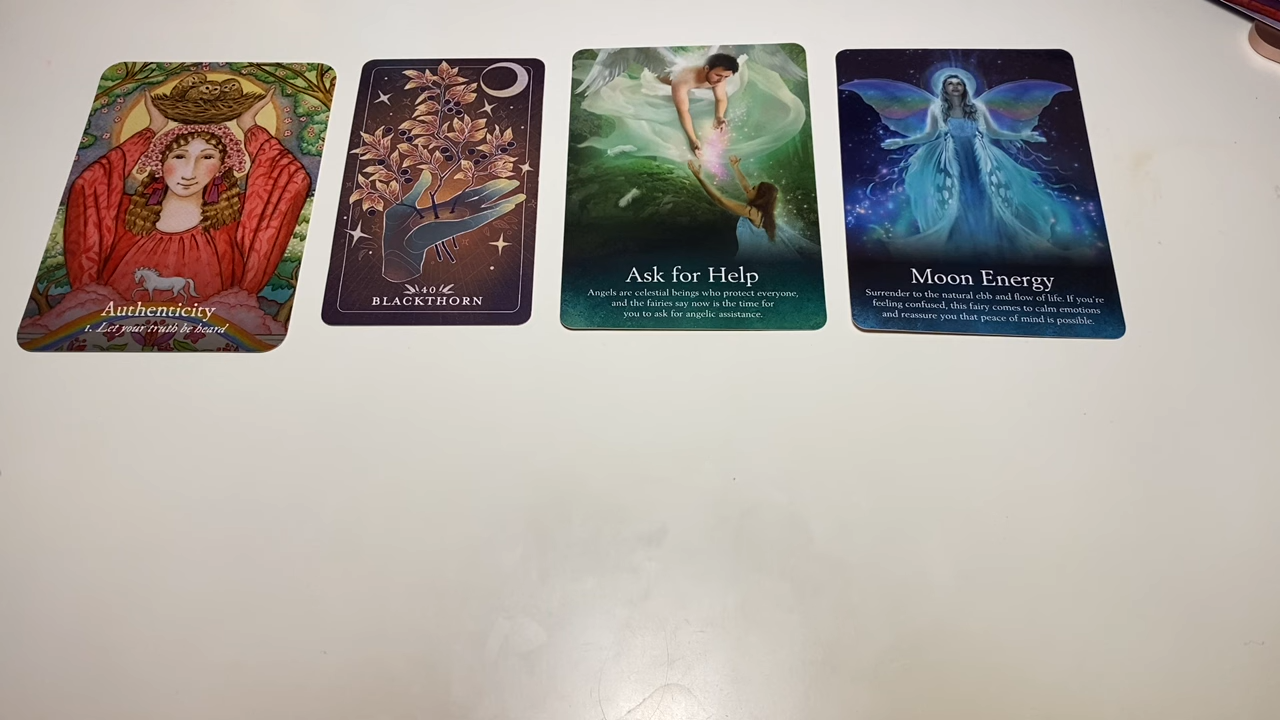 Authenticity
1. Let your truth be heard
40
BLACKTHORN
Ask for Help
Angels are celestial beings who protect everyone,
and the fairies say now is the time for
you to ask for angelic assistance.
Moon Energy
Surrender to the natural ebb and flow of life. If you're
feeling confused, this fairy comes to calm emotions
and reassure you that peace of mind is possible.